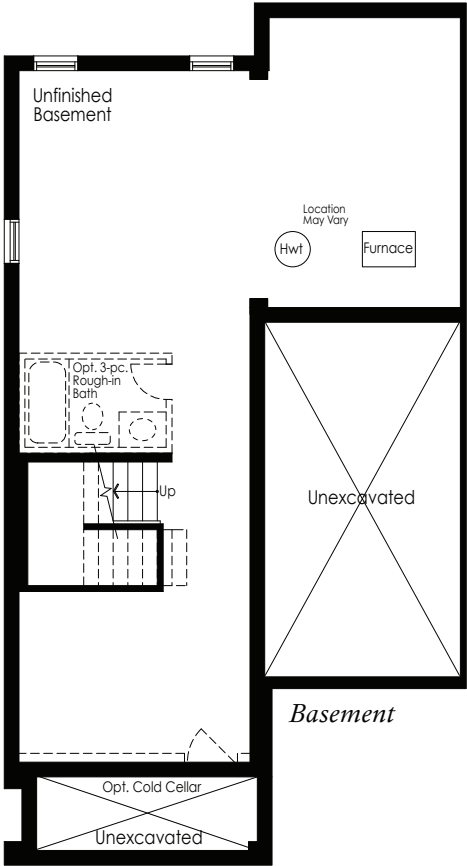 Unfinished
Basement
Location
May Vary
Hwt
Furnace
Opt. 3-pc.
Rough-in
Bath
Up
Unexcavated
Basement
Opt. Cold Cellar
Unexcavated